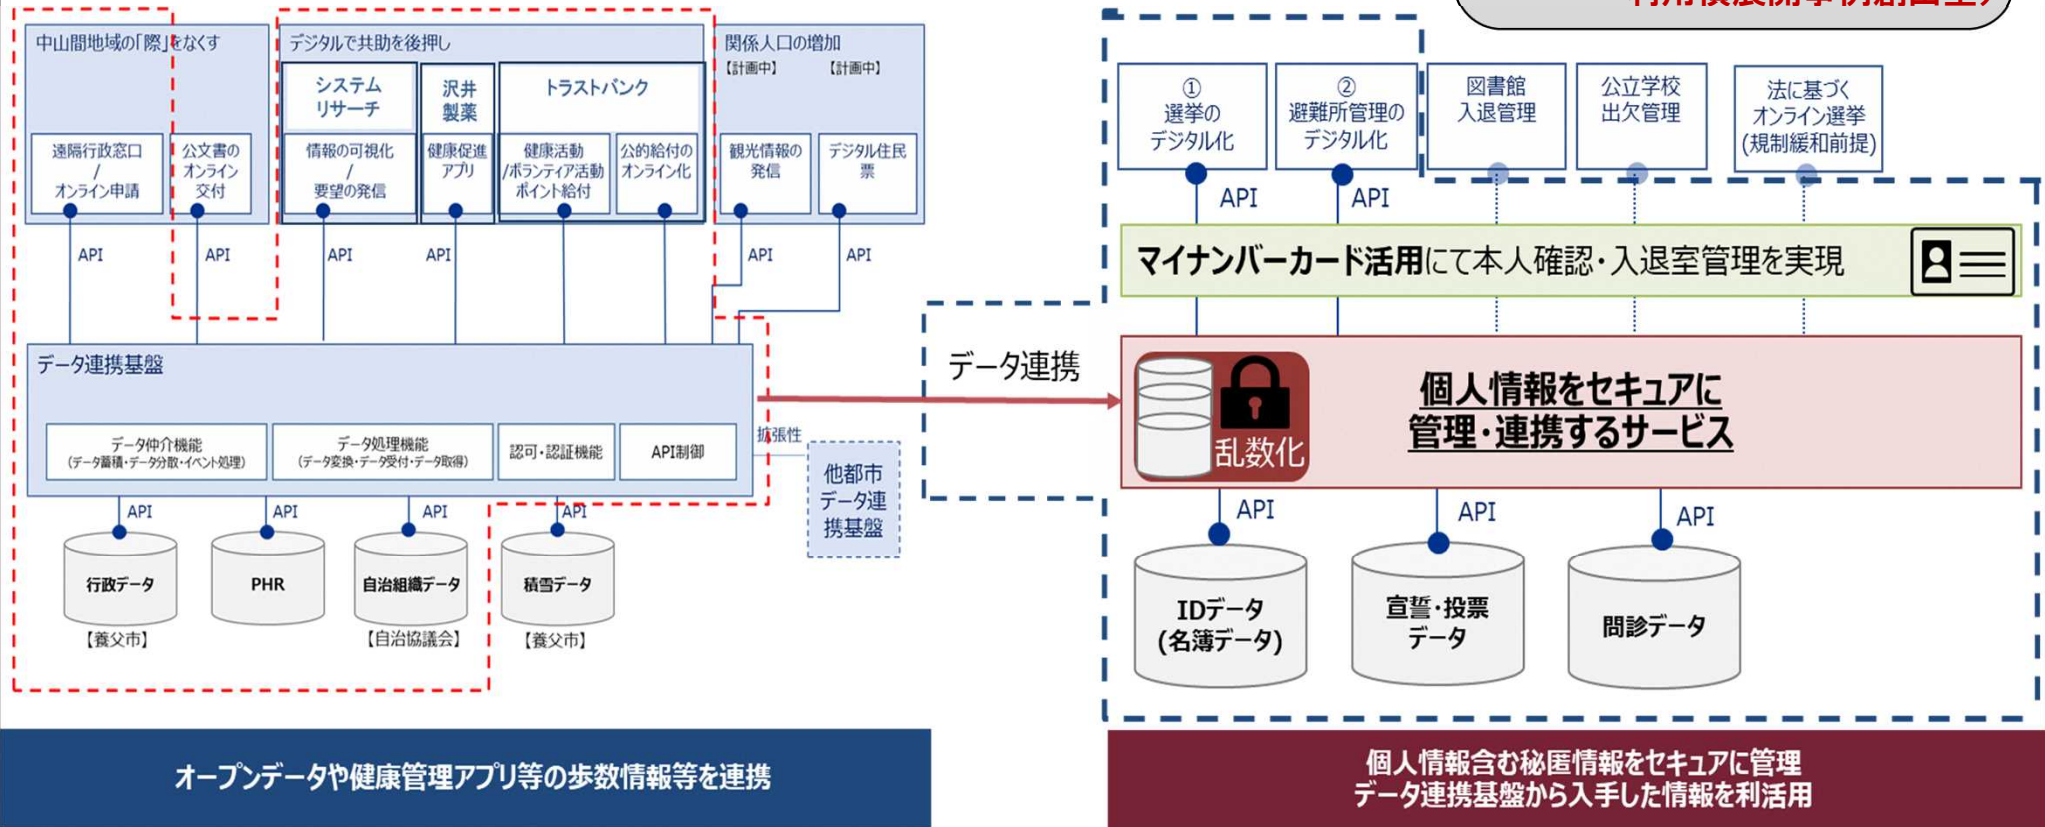 中山間地域の「際」をなくす
遠隔行政窓口
/
オンライン申請
公文書の
オンライン
交付
デジタルで共助を後押し
システム
リサーチ
情報の可視化
/
要望の発信
沢井
製薬
健康促進
アプリ
トラストバンク
健康活動
/ボランティア活動
ポイント給付
公的給付の
オンライン化
関係人口の増加
【計画中】
【計画中】
観光情報の
発信
デジタル住民
票
API
API
API
API
API
API
データ連携基盤
データ仲介機能
(データ蓄積・データ分散・イベント処理)
データ処理機能
(データ変換・データ受付・データ取得)
認可・認証機能
API制御
拡張性
他都市
データ連
携基盤
API
API
API
API
行政データ
【養父市】
PHR
自治組織データ
【自治協議会】
積雪データ
【養父市】
オープンデータや健康管理アプリ等の歩数情報等を連携
データ連携
①
選挙の
デジタル化
②
避難所管理の
デジタル化
図書館
入退管理
公立学校
出欠管理
法に基づく
オンライン選挙
(規制緩和前提)
API
API
マイナンバーカード活用にて本人確認・入退室管理を実現
乱数化
個人情報をセキュアに
管理・連携するサービス
API
API
API
IDデータ
(名簿データ)
宣誓・投票
データ
問診データ
個人情報含む秘匿情報をセキュアに管理
データ連携基盤から入手した情報を利活用